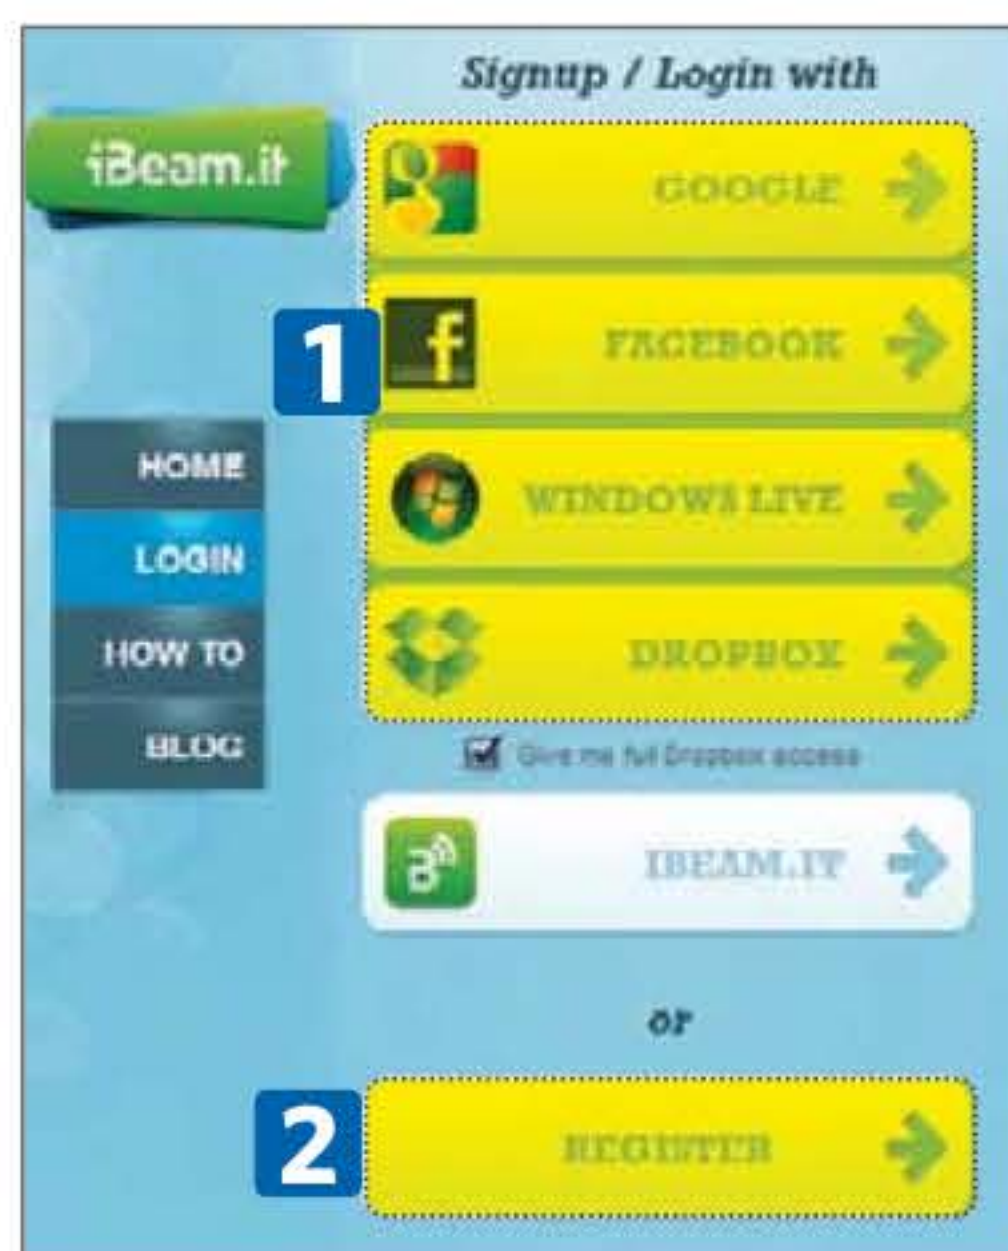 Signup / Login with
iBeam.it
GOOGLE
1
FACEBOOK
HOME
WINDOWS LIVE
LOGIN
HOW TO
DROPBOX
BLOG
Give me full Dropbox access
IBEAM.IT
or
2
REGISTER